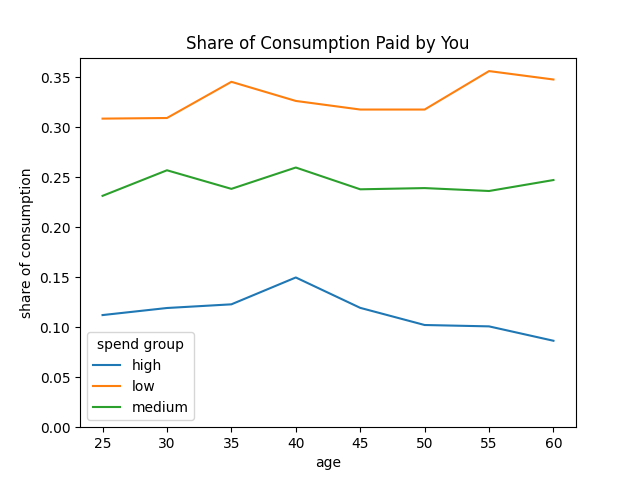 Share of Consumption Paid by You
share of consumption
0.35
0.30
0.25
0.20
0.15
0.10
0.05
0.00
spend group
high
low
medium
25 30 35 40 45 50 55 60
age